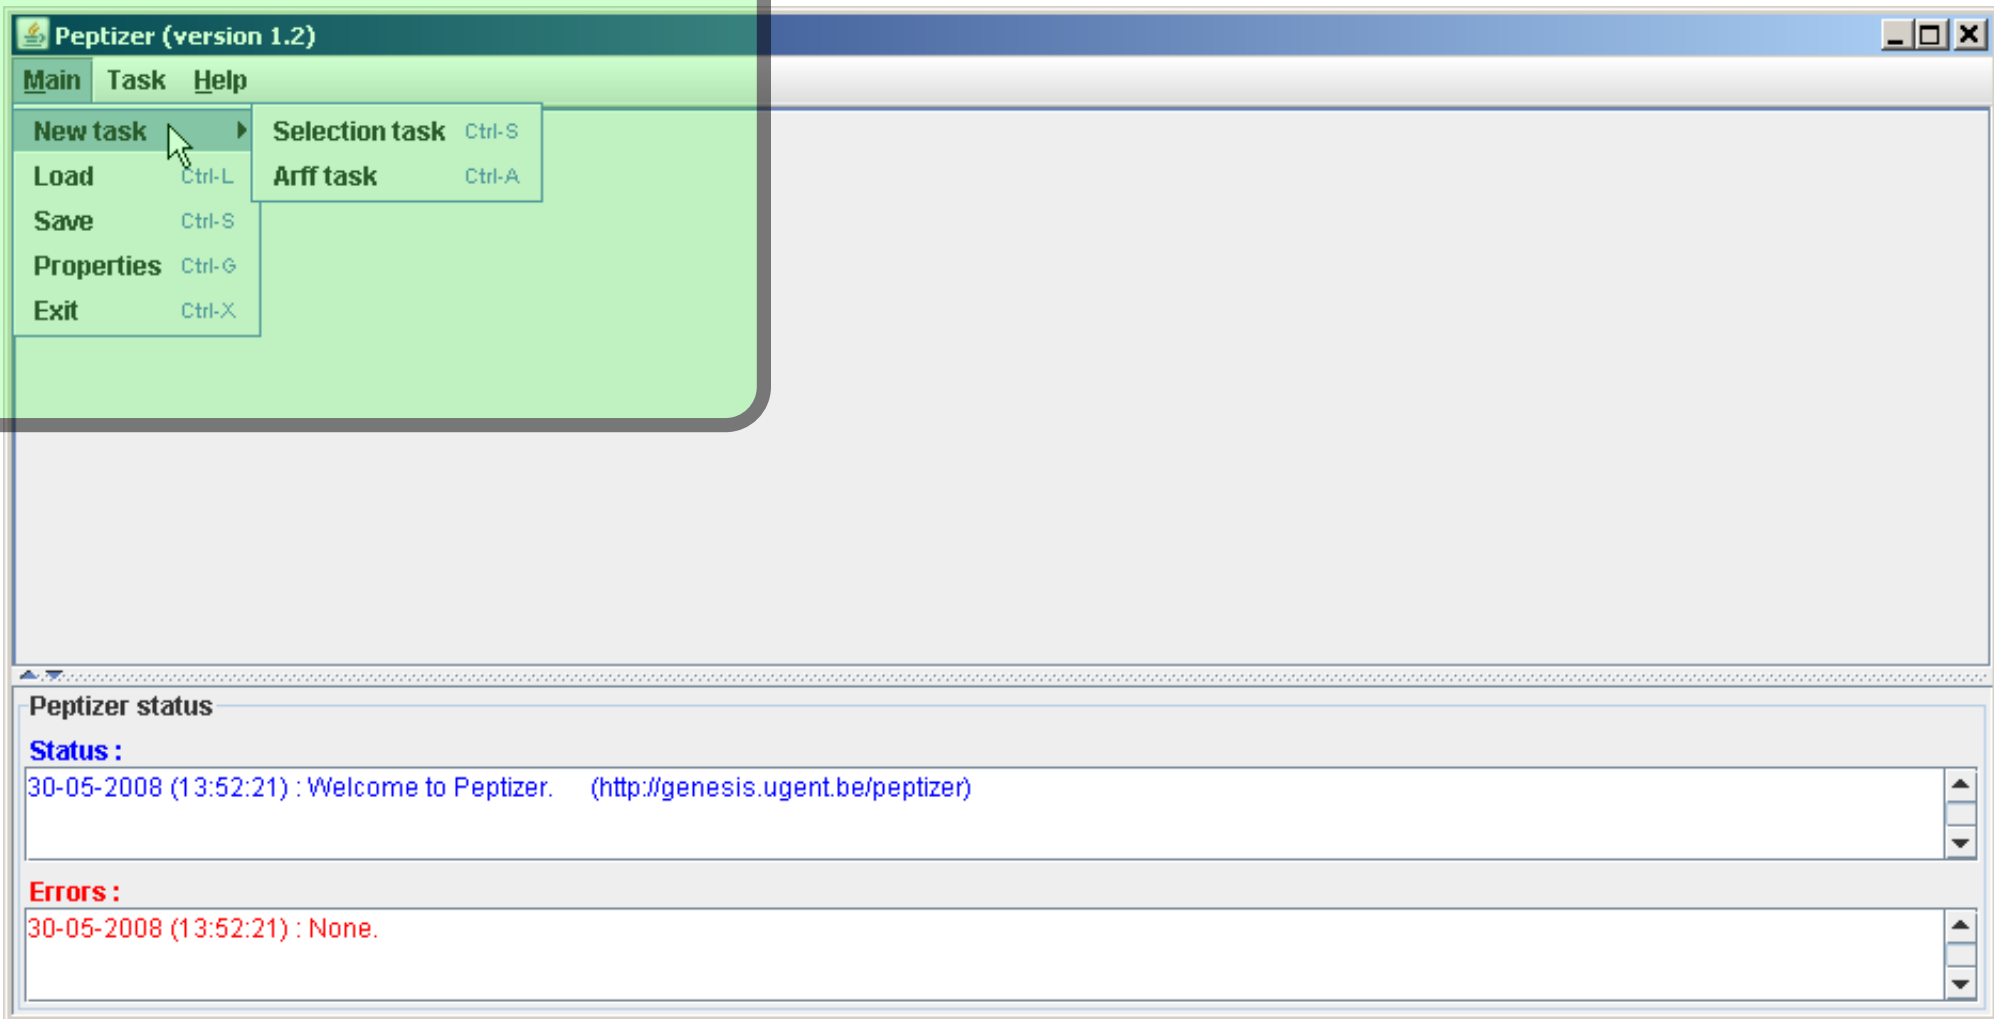 Peptizer (version 1.2)
Main Task Help
New task
Selection task Ctrl-S
Load Ctrl-L
Arff task Ctrl-A
Save Ctrl-S
Properties Ctrl-G
Exit Ctrl-X
Peptizer status
Status :
30-05-2008 (13:52:21) : Welcome to Peptizer. (http://genesis.ugent.be/peptizer)
Errors :
30-05-2008 (13:52:21) : None.